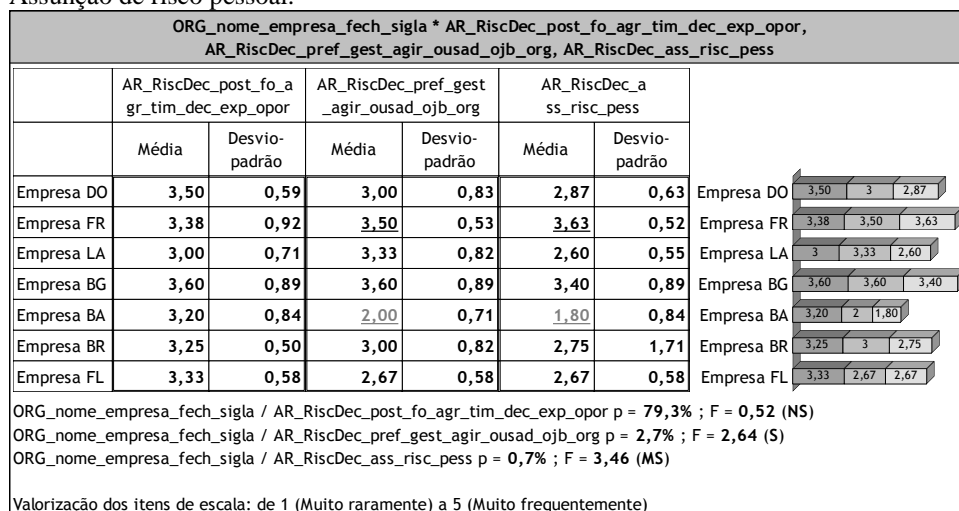 Assunção de risco pessoal.
ORG_nome_empresa_fech_sigla * AR_RiscDec_post_fo_agr_tim_dec_exp_opor,
AR_RiscDec_pref_gest_agir_ousad_ojb_org, AR_RiscDec_ass_risc_pess
AR_RiscDec_post_fo_a AR_RiscDec_pref_gest AR_RiscDec_a
gr_tim_dec_exp_opor _agir_ousad_ojb_org ss_risc_pess
Média Desvio- Média Desvio- Média Desvio-
padrão padrão padrão
Empresa DO 3,50 0,59 3,00 0,83 2,87 0,63 Empresa DO 3,50 3 2,87
Empresa FR 3,38 0,92 3,50 0,53 3,63 0,52 Empresa FR 3,38 3,50 3,63
Empresa LA 3,00 0,71 3,33 0,82 2,60 0,55 Empresa LA 3 3,33 2,60
Empresa BG 3,60 0,89 3,60 0,89 3,40 0,89 Empresa BG 3,60 3,60 3,40
Empresa BA 3,20 0,84 2,00 0,71 1,80 0,84 Empresa BA 3,20 2 1,80
Empresa BR 3,25 0,50 3,00 0,82 2,75 1,71 Empresa BR 3,25 3 2,75
Empresa FL 3,33 0,58 2,67 0,58 2,67 0,58 Empresa FL 3,33 2,67 2,67
ORG_nome_empresa_fech_sigla / AR_RiscDec_post_fo_agr_tim_dec_exp_opor p = 79,3% ; F = 0,52 (NS)
ORG_nome_empresa_fech_sigla / AR_RiscDec_pref_gest_agir_ousad_ojb_org p = 2,7% ; F = 2,64 (S)
ORG_nome_empresa_fech_sigla / AR_RiscDec_ass_risc_pess p = 0,7% ; F = 3,46 (MS)
Valorização dos itens de escala: de 1 (Muito raramente) a 5 (Muito frequentemente)